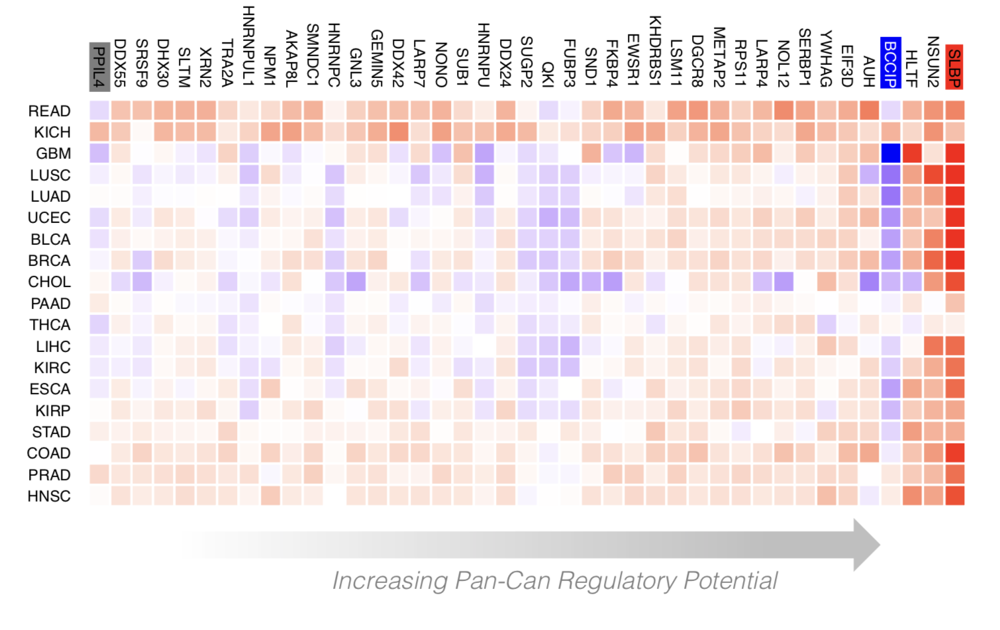 PPIL4
DDX55
SRSF9
DHX30
SLTM
XRN2
TRA2A
HNRNPUL1
NPM1
AKAP8L
SMNDC1
HNRNPC
GNL3
GEMIN5
DDX42
LARP7
NONO
SUB1
HNRNPU
DDX24
SUGP2
QKI
FUBP3
SND1
FKBP4
EWSR1
KHDRBS1
LSM11
DGCR8
METAP2
RPS11
LARP4
NOL12
SERBP1
YWHAG
EIF3D
AUH
BCCIP
HLTF
NSUN2
SLBP
READ
KICH
GBM
LUSC
LUAD
UCEC
BLCA
BRCA
CHOL
PAAD
THCA
LIHC
KIRC
ESCA
KIRP
STAD
COAD
PRAD
HNSC
Increasing Pan-Can Regulatory Potential